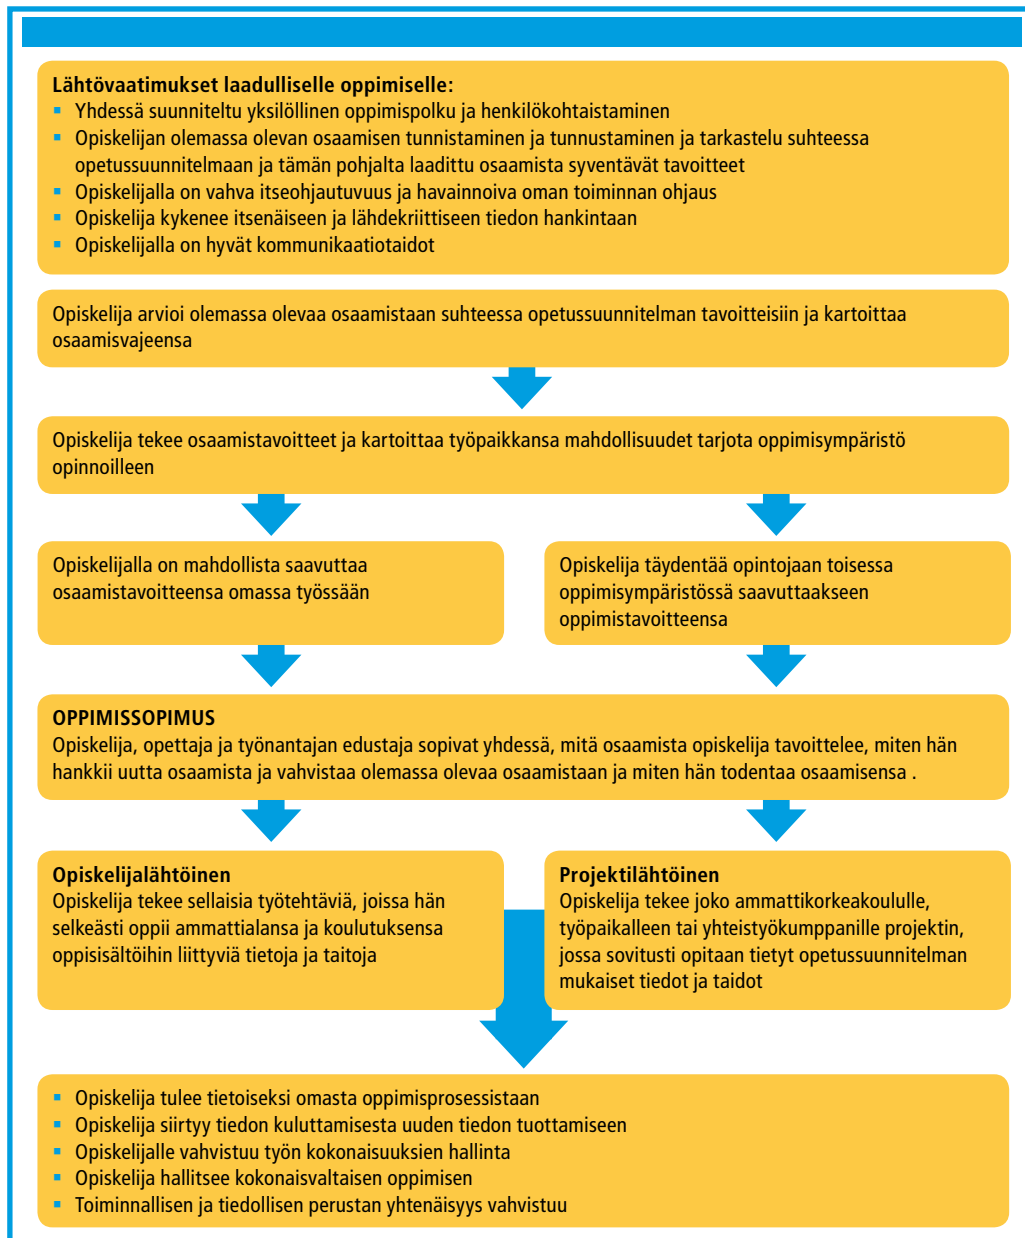 Lähtövaatimukset laadulliselle oppimiselle:
▪ Yhdessä suunniteltu yksilöllinen oppimispolku ja henkilökohtaistaminen
▪ Opiskelijan olemassa olevan osaamisen tunnistaminen ja tunnustaminen ja tarkastelu suhteessa
opetussuunnitelmaan ja tämän pohjalta laadittu osaamista syventävät tavoitteet
▪ Opiskelijalla on vahva itseohjautuvuus ja havainnoiva oman toiminnan ohjaus
▪ Opiskelija kykenee itsenäiseen ja lähdekriittiseen tiedon hankintaan
▪ Opiskelijalla on hyvät kommunikaatiotaidot
Opiskelija arvioi olemassa olevaa osaamistaan suhteessa opetussuunnitelman tavoitteisiin ja kartoittaa
osaamisvajeensa
Opiskelija tekee osaamistavoitteet ja kartoittaa työpaikkansa mahdollisuudet tarjota oppimisympäristö
opinnoilleen
Opiskelijalla on mahdollista saavuttaa
osaamistavoitteensa omassa työssään
Opiskelija täydentää opintojaan toisessa
oppimisympäristössä saavuttaakseen
oppimistavoitteensa
OPPIMISSOPIMUS
Opiskelija, opettaja ja työnantajan edustaja sopivat yhdessä, mitä osaamista opiskelija tavoittelee, miten hän
hankkii uutta osaamista ja vahvistaa olemassa olevaa osaamistaan ja miten hän todentaa osaamisensa .
Opiskelijalähtöinen
Opiskelija tekee sellaisia työtehtäviä, joissa hän
selkeästi oppii ammattialansa ja koulutuksensa
oppisisältöihin liittyviä tietoja ja taitoja
Projektilähtöinen
Opiskelija tekee joko ammattikorkeakoululle,
työpaikalleen tai yhteistyökumppanille projektin,
jossa sovitusti opitaan tietyt opetussuunnitelman
mukaiset tiedot ja taidot
▪ Opiskelija tulee tietoiseksi omasta oppimisprosessistaan
▪ Opiskelija siirtyy tiedon kuluttamisesta uuden tiedon tuottamiseen
▪ Opiskelijalle vahvistuu työn kokonaisuuksien hallinta
▪ Opiskelija hallitsee kokonaisvaltaisen oppimisen
▪ Toiminnallisen ja tiedollisen perustan yhtenäisyys vahvistuu